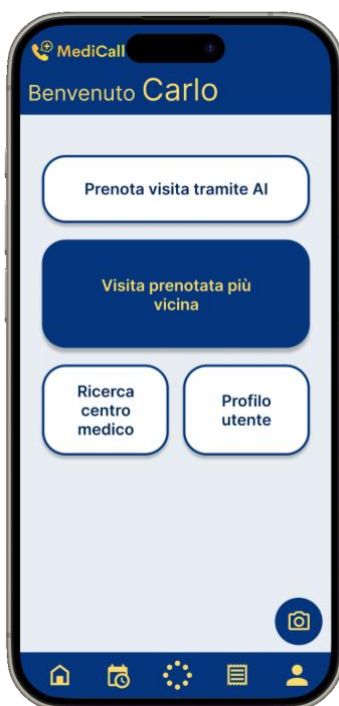 MediCall
Benvenuto Carlo
Prenota visita tramite AI
Visita prenotata più
vicina
Ricerca
centro
medico
Profilo
utente